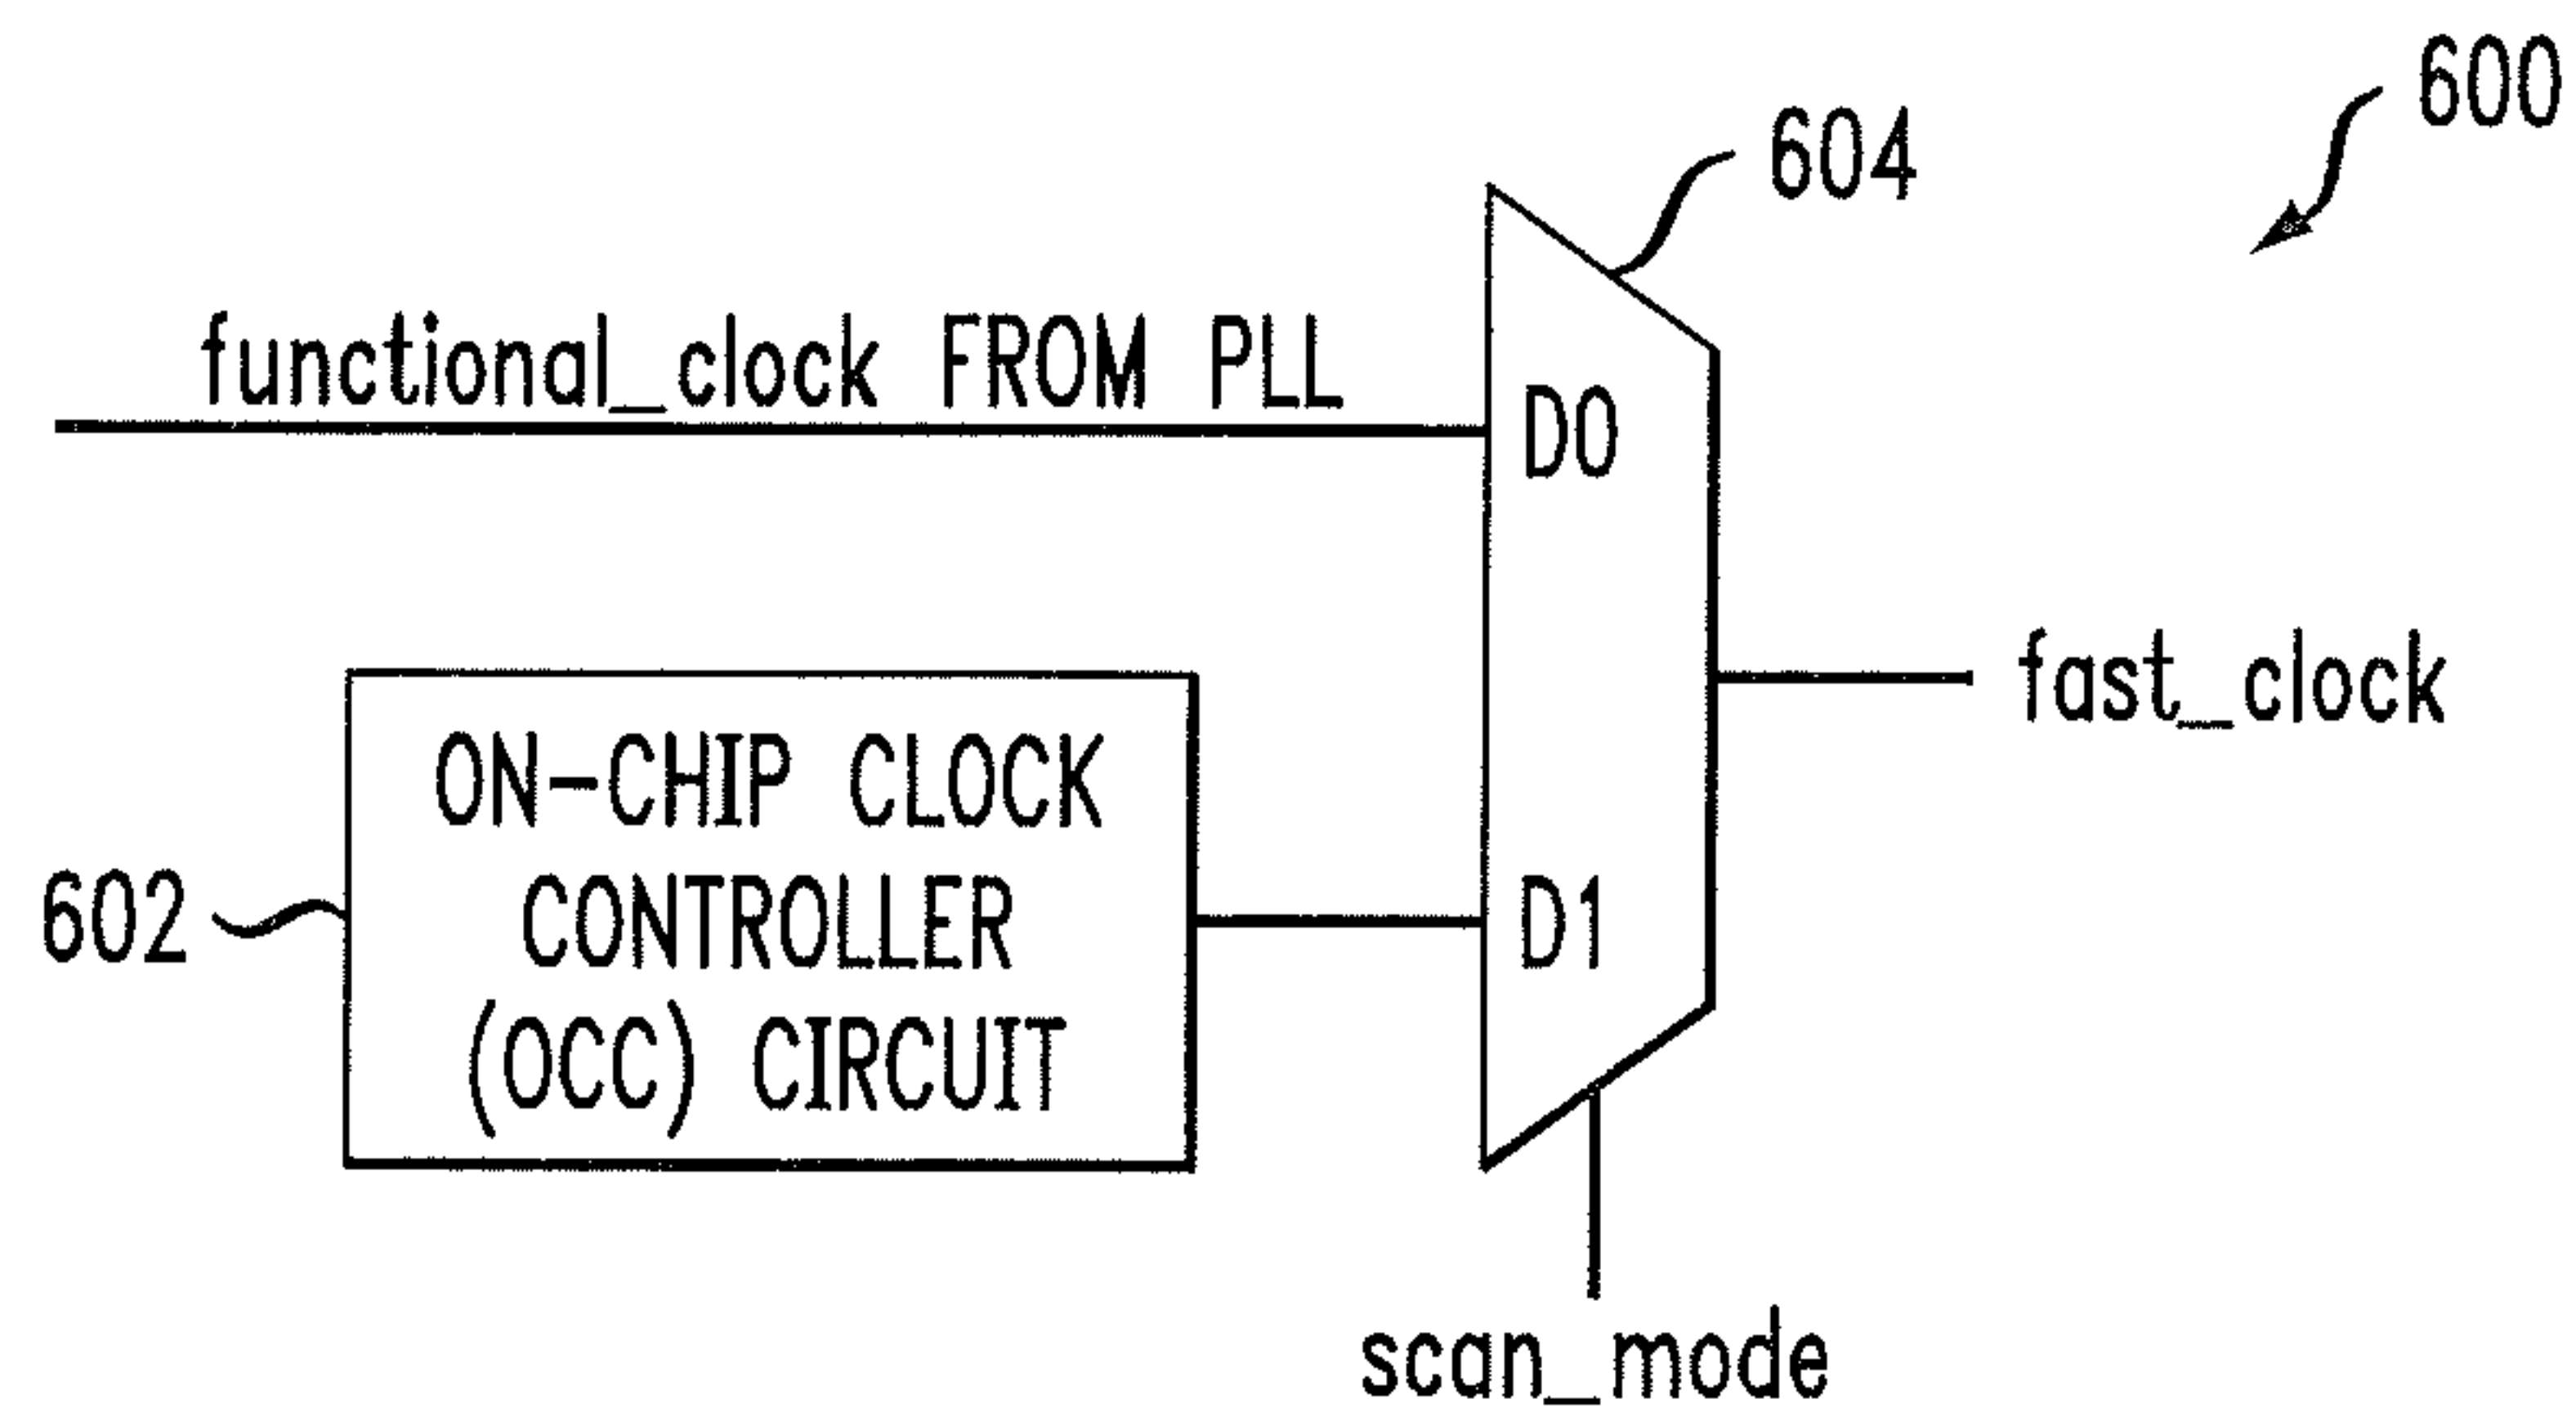 600
604
functional_clock FROM PLL
D0
fast_clock
ON-CHIP CLOCK
CONTROLLER
(OCC) CIRCUIT
602
D1
scan_mode